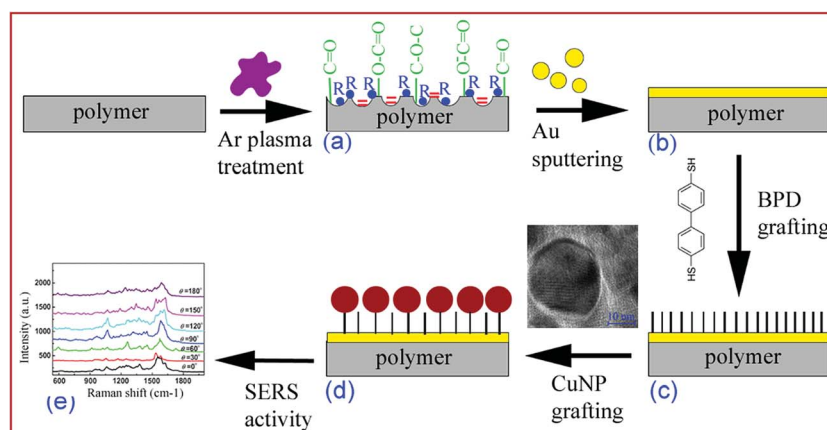 C=O
O-C=O
C-O-C
O-C=O
C=O
R R R R R R
polymer
Ar plasma
treatment
polymer
(a)
Au
sputtering
polymer
(b)
SH
HS
BPD
grafting
polymer
(c)
10 nm
CuNP
grafting
polymer
(d)
SERS
activity
Intensity (a.u.)
2000
1500
1000
500
θ=180°
θ=150°
θ=120°
θ=90°
θ=60°
θ=30°
θ=0°
600 900 1200 1500 1800
Raman shift (cm-1)
(e)